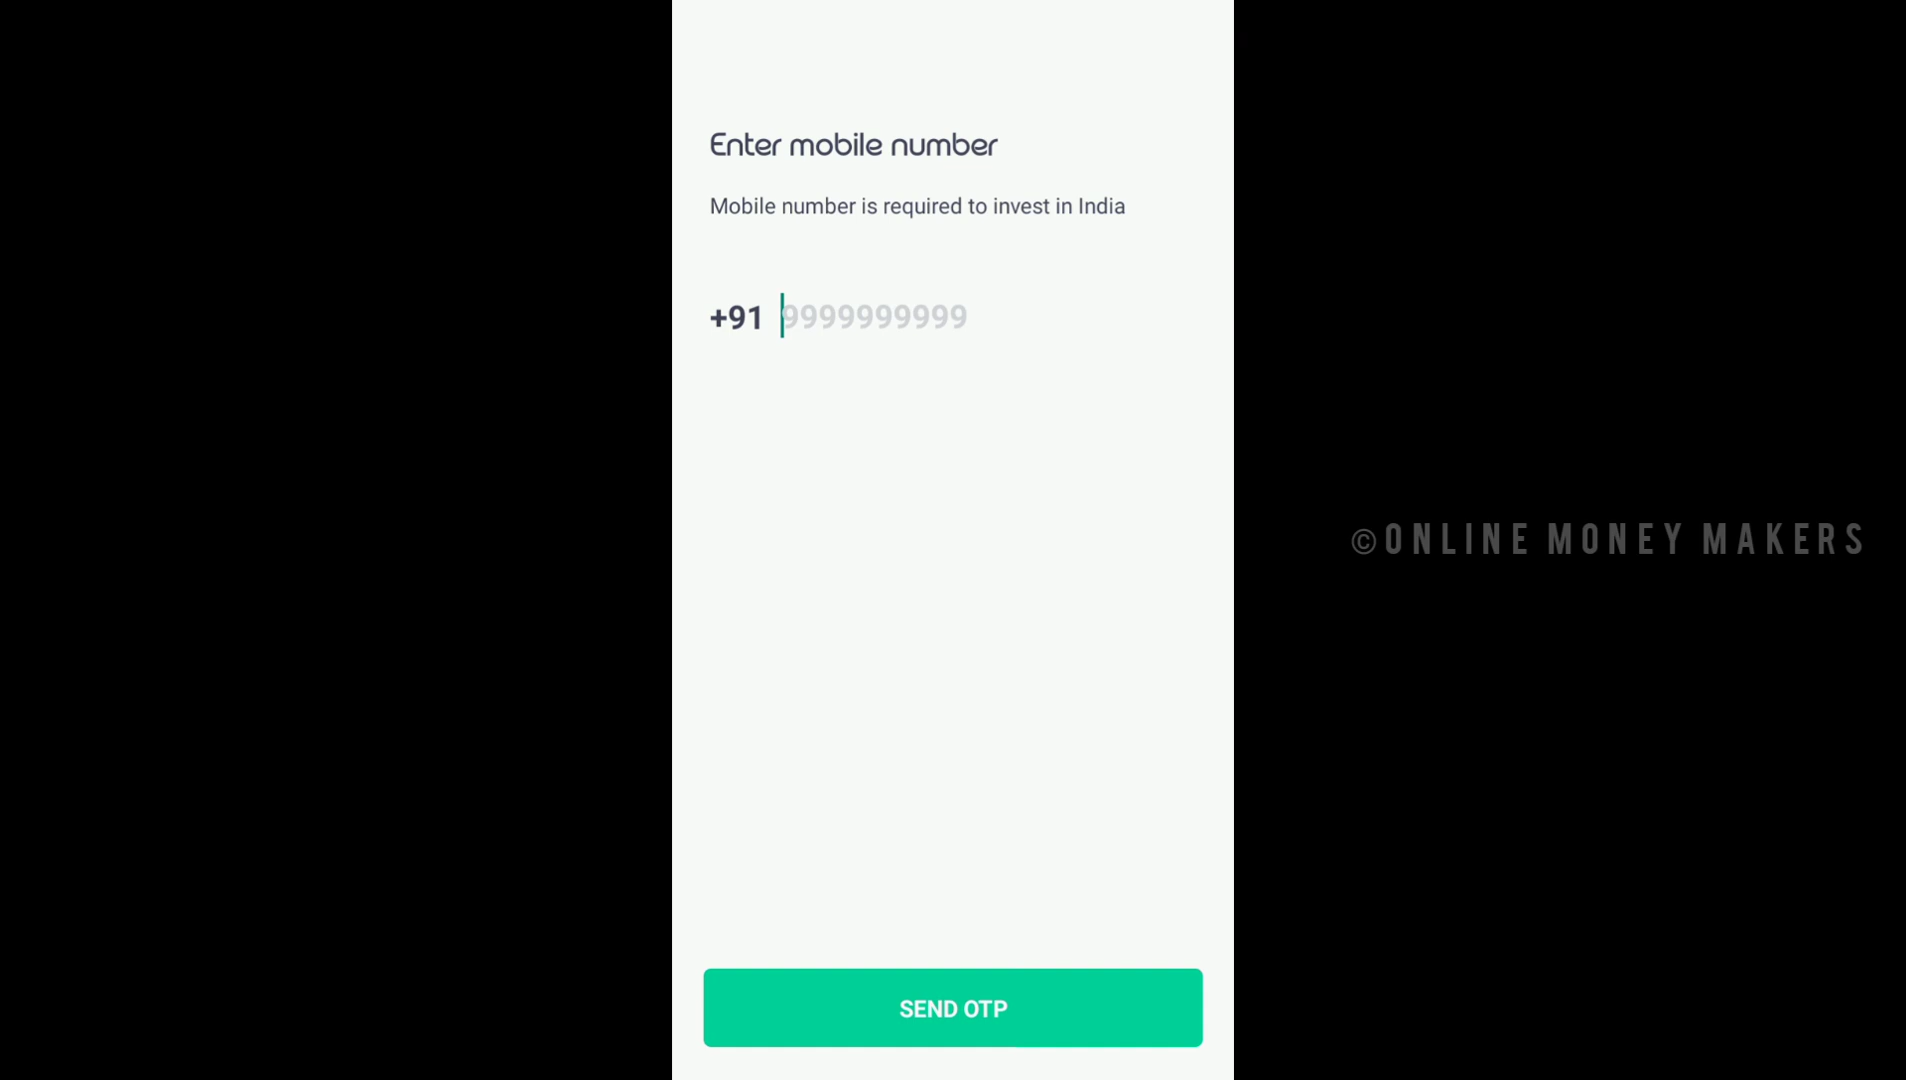 Enter mobile number
Mobile number is required to invest in India
+91 9999999999
©ONLINE MONEY MAKERS
SEND OTP